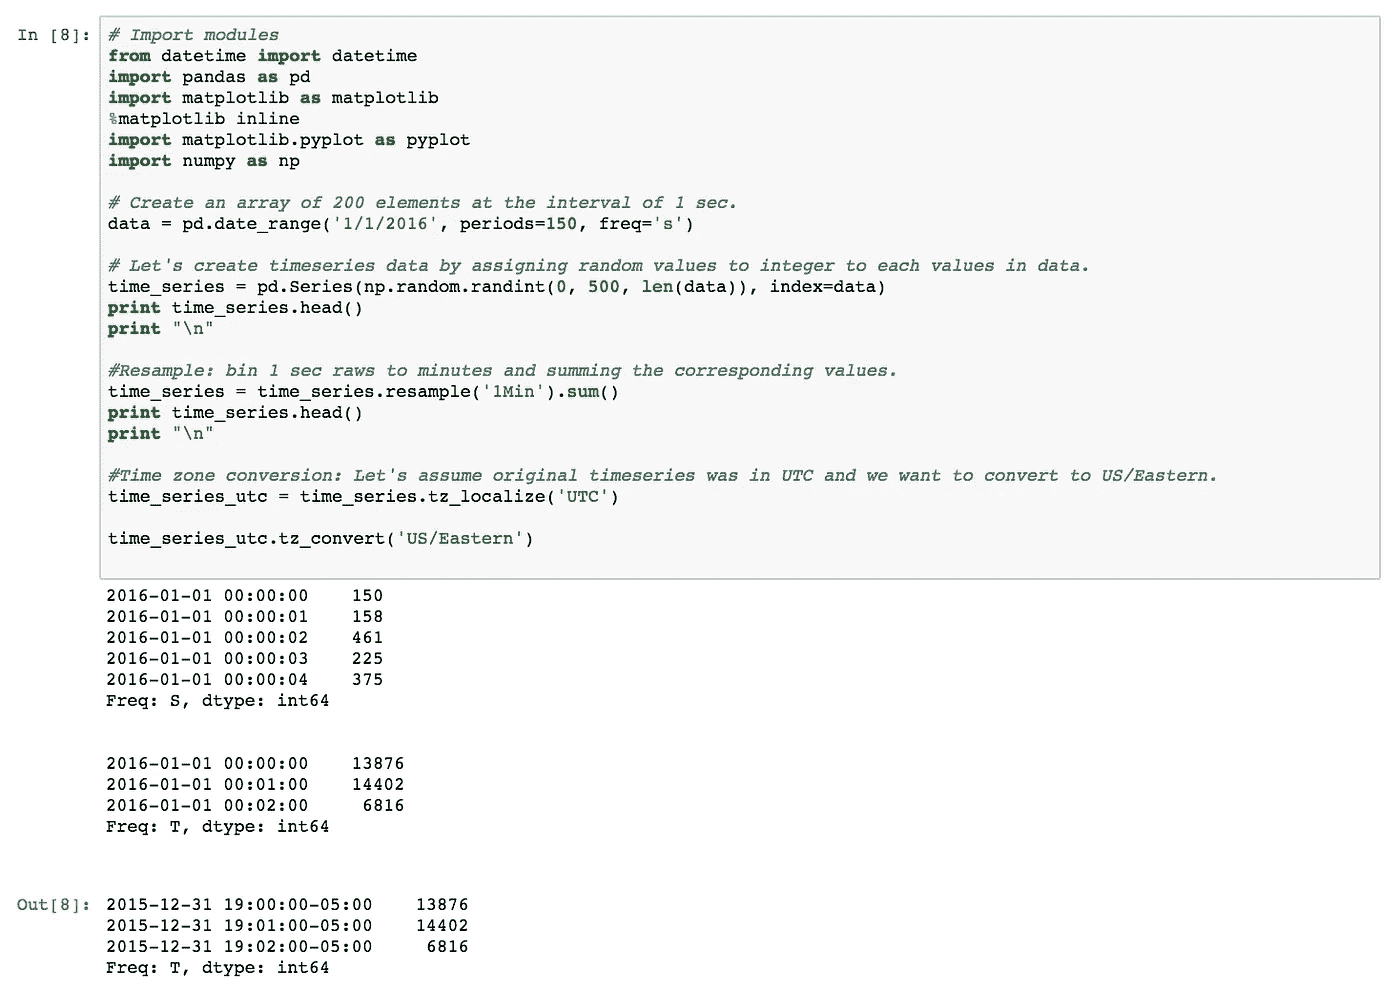 In [8]: # Import modules
from datetime import datetime
import pandas as pd
import matplotlib as matplotlib
%matplotlib inline
import matplotlib.pyplot as pyplot
import numpy as np
# Create an array of 200 elements at the interval of 1 sec.
data = pd.date_range('1/1/2016', periods=150, freq='s')
# Let's create timeseries data by assigning random values to integer to each values in data.
time_series = pd.Series(np.random.randint(0, 500, len(data)), index=data)
print time_series.head()
print "\n"
#Resample: bin 1 sec raws to minutes and summing the corresponding values.
time_series = time_series.resample('1Min').sum()
print time_series.head()
print "\n"
#Time zone conversion: Let's assume original timeseries was in UTC and we want to convert to US/Eastern.
time_series_utc = time_series.tz_localize('UTC')
time_series_utc.tz_convert('US/Eastern')
2016-01-01 00:00:00    150
2016-01-01 00:00:01    158
2016-01-01 00:00:02    461
2016-01-01 00:00:03    225
2016-01-01 00:00:04    375
Freq: S, dtype: int64
2016-01-01 00:00:00    13876
2016-01-01 00:01:00    14402
2016-01-01 00:02:00     6816
Freq: T, dtype: int64
Out[8]: 2015-12-31 19:00:00-05:00    13876
2015-12-31 19:01:00-05:00    14402
2015-12-31 19:02:00-05:00     6816
Freq: T, dtype: int64